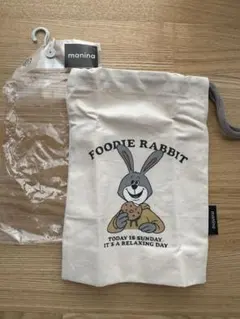 manina
FOODIE RABBIT
TODAY IS SUNDAY.
IT'S A RELAXING DAY